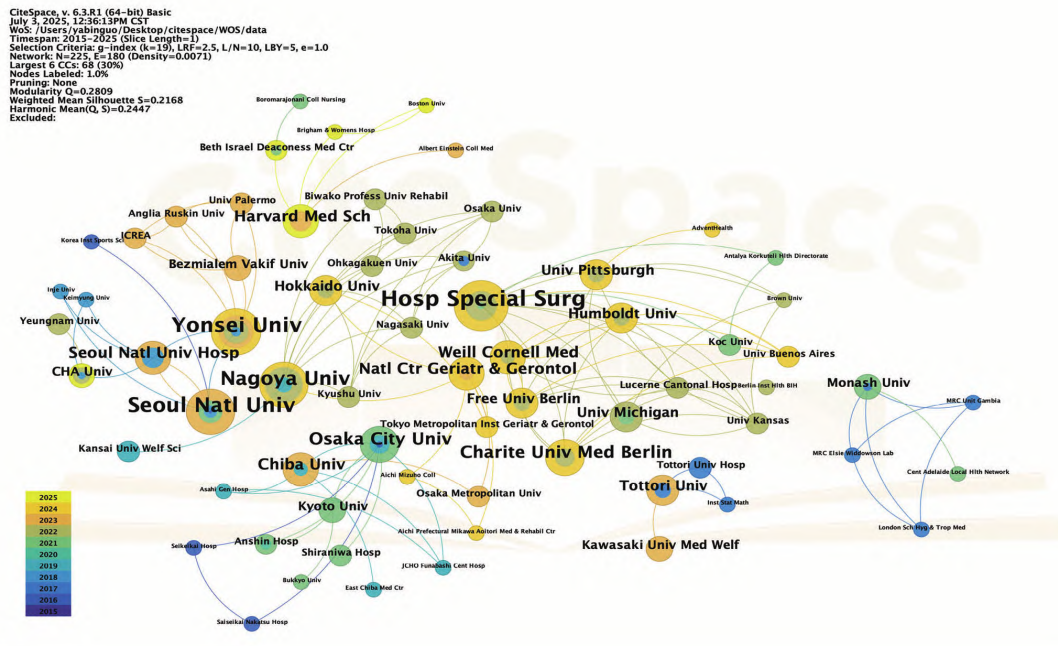 CiteSpace, v. 6.3.R1 (64-bit) Basic
July 3, 2025, 12:36:13PM CST
WoS: /Users/yabinguo/Desktop/citespace/WOS/data
Timespan: 2015-2025 (Slice Length=1)
Selection Criteria: g-index (k=19), LRF=2.5, L/N=10, LBY=5, e=1.0
Network: N=225, E=180 (Density=0.0071)
Largest 6 CCs: 68 (30%)
Nodes Labeled: 1.0%
Pruning: None
Modularity Q=0.2809
Weighted Mean Silhouette S=0.2168
Harmonic Mean(Q, S)=0.2447
Excluded:
CiteSpace
Boromarajonani Coll Nursing
Boston Univ
Brigham & Womens Hosp
Beth Israel Deaconess Med Ctr
Albert Einstein Coll Med
Univ Palermo
Biwako Profess Univ Rehabil
Anglia Ruskin Univ
Harvard Med Sch
Osaka Univ
Tokoha Univ
AdventHealth
ICREA
Korea Inst Sports Sci
Bezmialem Vakif Univ
Ohkagakuen Univ
Akita Univ
Antalya Korkuteli Hlth Directorate
Univ Pittsburgh
Hokkaido Univ
Inje Univ
Keimyung Univ
Hosp Special Surg
Brown Univ
Humboldt Univ
Yeungnam Univ
Yonsei Univ
Nagasaki Univ
Koc Univ
Seoul Natl Univ Hosp
Weill Cornell Med
Univ Buenos Aires
CHA Univ
Nagoya Univ
Natl Ctr Geriatr & Gerontol
Lucerne Cantonal Hosp
Berlin Inst Hlth BIH
Monash Univ
Kyushu Univ
Free Univ Berlin
Seoul Natl Univ
Univ Michigan
MRC Unit Gambia
Tokyo Metropolitan Inst Geriatr & Gerontol
Univ Kansas
Osaka City Univ
Kansai Univ Welf Sci
Charite Univ Med Berlin
MRC Elsie Widdowson Lab
Chiba Univ
Tottori Univ Hosp
Aichi Mizuho Coll
Cent Adelaide Local Hlth Network
Asahi Gen Hosp
Osaka Metropolitan Univ
Tottori Univ
Inst Stat Math
Kyoto Univ
London Sch Hyg & Trop Med
Aichi Prefectural Mikawa Aoitori Med & Rehabil Ctr
Seikeikai Hosp
Anshin Hosp
Kawasaki Univ Med Welf
Shiraniwa Hosp
JCHO Funabashi Cent Hosp
Bukkyo Univ
East Chiba Med Ctr
Saiseikai Nakatsu Hosp
2025
2024
2023
2022
2021
2020
2019
2018
2017
2016
2015